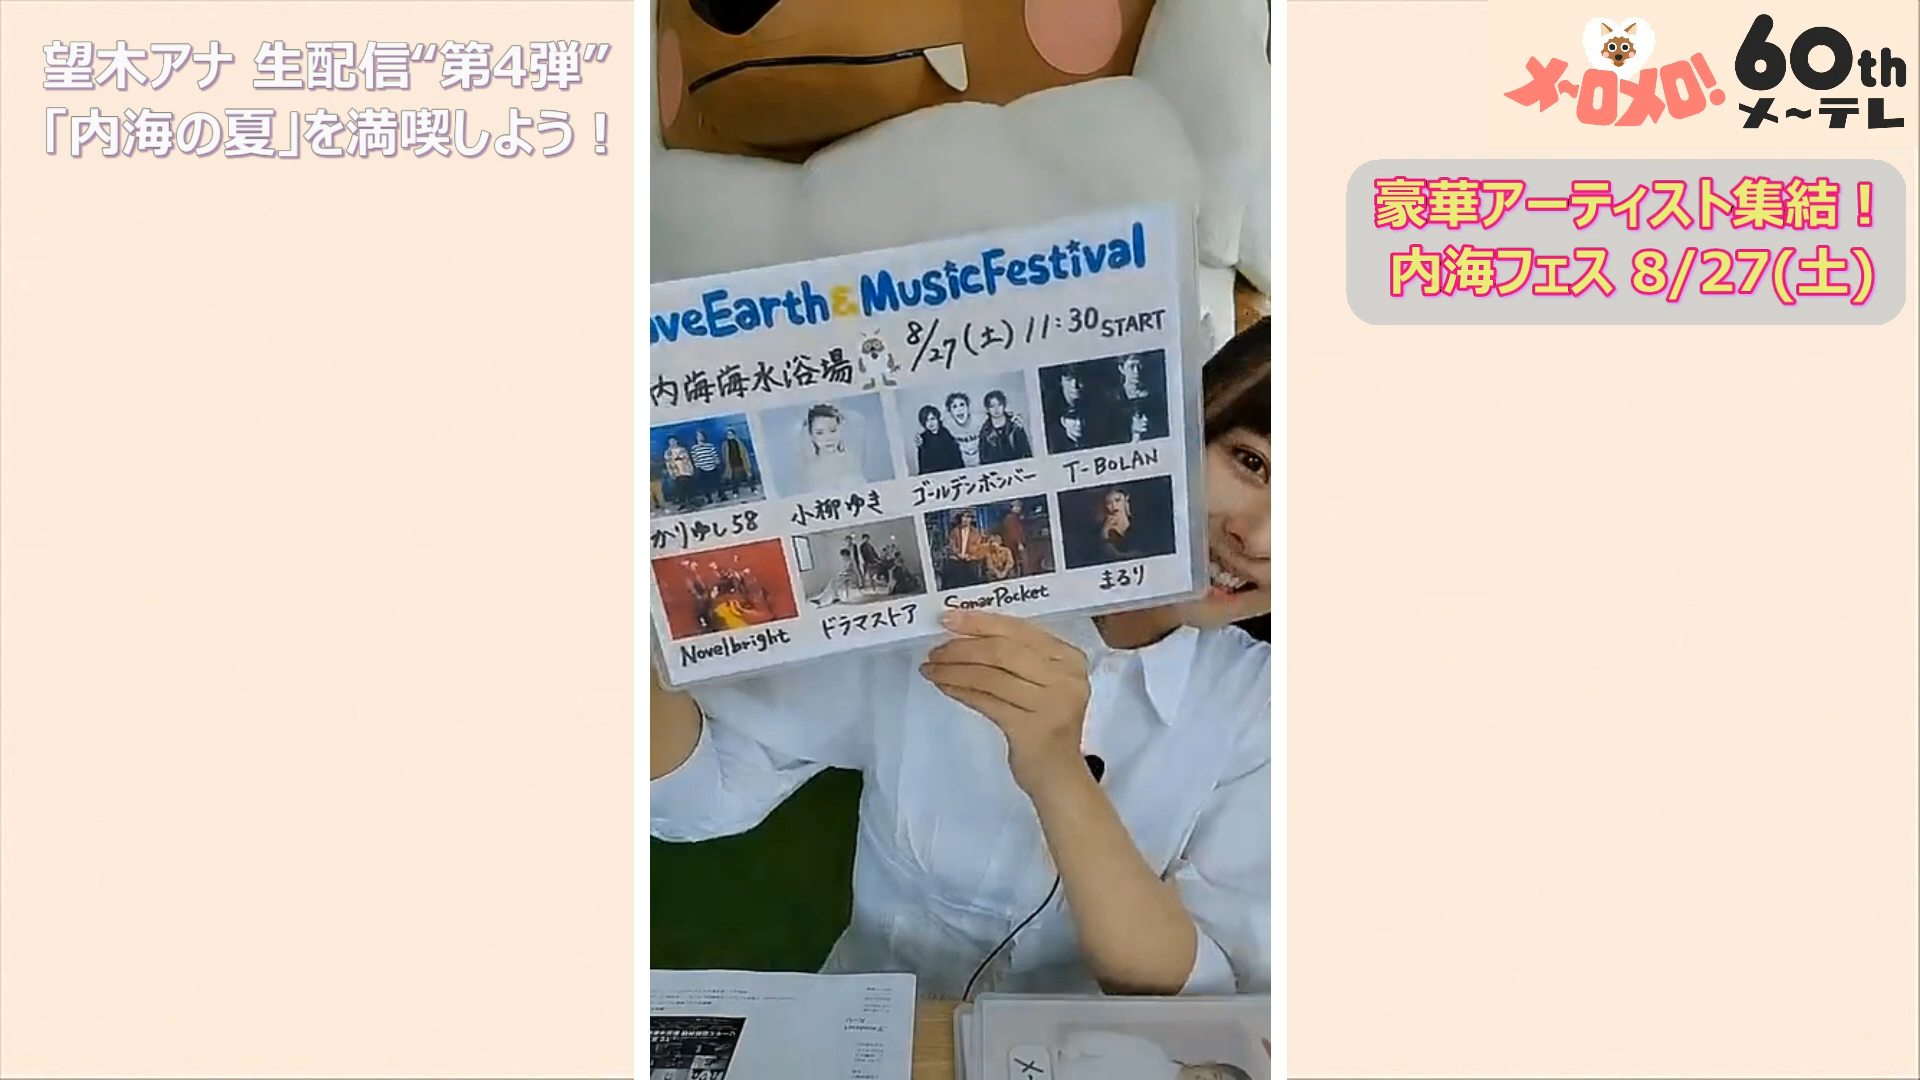 望木アナ 生配信“第4弾”
「内海の夏」を満喫しよう！
メ〜ロメロ!
60th
メ〜テレ
豪華アーティスト集結！
内海フェス 8/27(土)
veEarth&MusicFestival
内海海水浴場 8/27(土) 11:30 START
かりゆし58 小柳ゆき ゴールデンボンバー T-BOLAN
Novelbright ドラマストア SonarPocket まるり